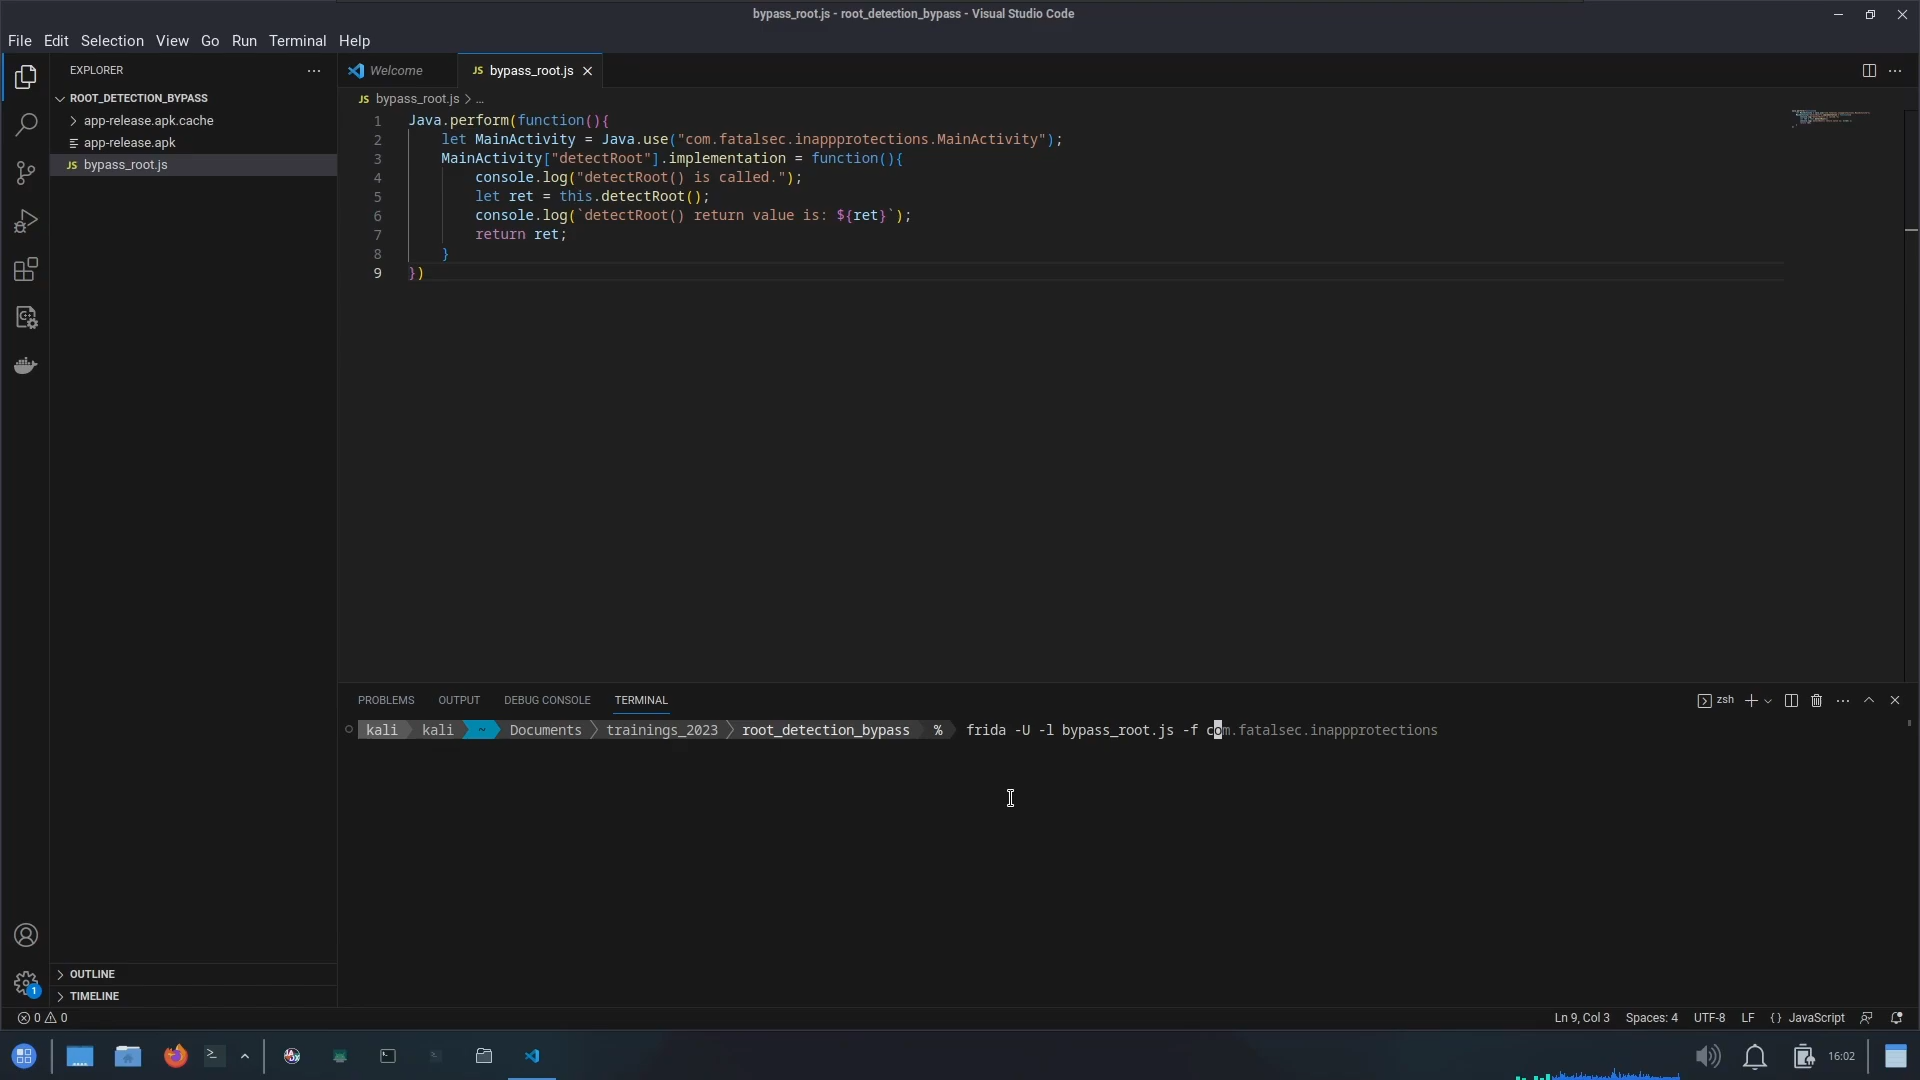 bypass_root.js - root_detection_bypass - Visual Studio Code
File Edit Selection View Go Run Terminal Help
EXPLORER
ROOT_DETECTION_BYPASS
app-release.apk.cache
app-release.apk
JS bypass_root.js
Welcome
JS bypass_root.js
JS bypass_root.js > ...
1 Java.perform(function(){
2     let MainActivity = Java.use("com.fatalsec.inappprotections.MainActivity");
3     MainActivity["detectRoot"].implementation = function(){
4         console.log("detectRoot() is called.");
5         let ret = this.detectRoot();
6         console.log(`detectRoot() return value is: ${ret}`);
7         return ret;
8     }
9 })
PROBLEMS OUTPUT DEBUG CONSOLE TERMINAL
zsh
kali kali ~ Documents trainings_2023 root_detection_bypass % frida -U -l bypass_root.js -f com.fatalsec.inappprotections
OUTLINE
1
TIMELINE
0 0
Ln 9, Col 3 Spaces: 4 UTF-8 LF {} JavaScript
16:02